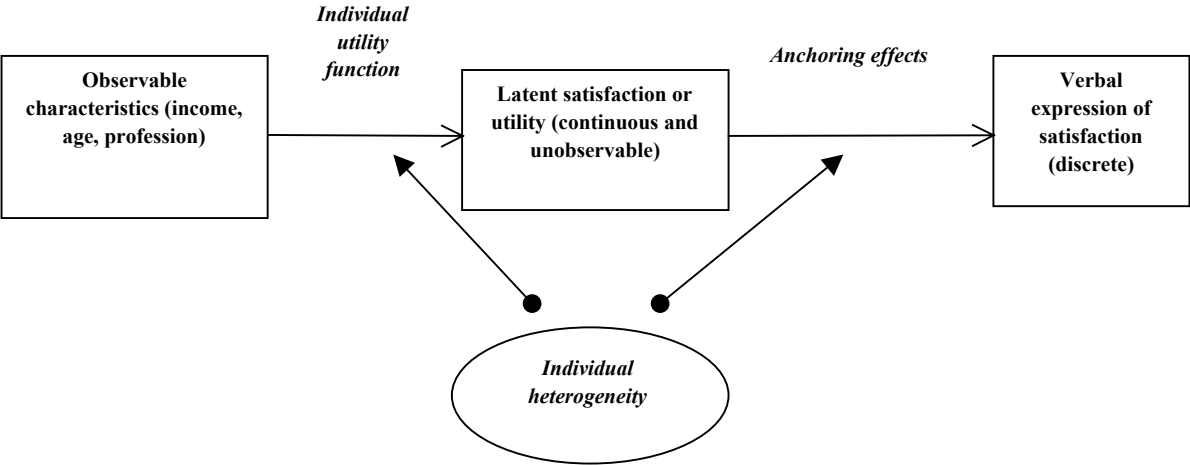 Individual
utility
function
Anchoring effects
Observable
characteristics (income,
age, profession)
Latent satisfaction or
utility (continuous and
unobservable)
Verbal
expression of
satisfaction
(discrete)
Individual
heterogeneity